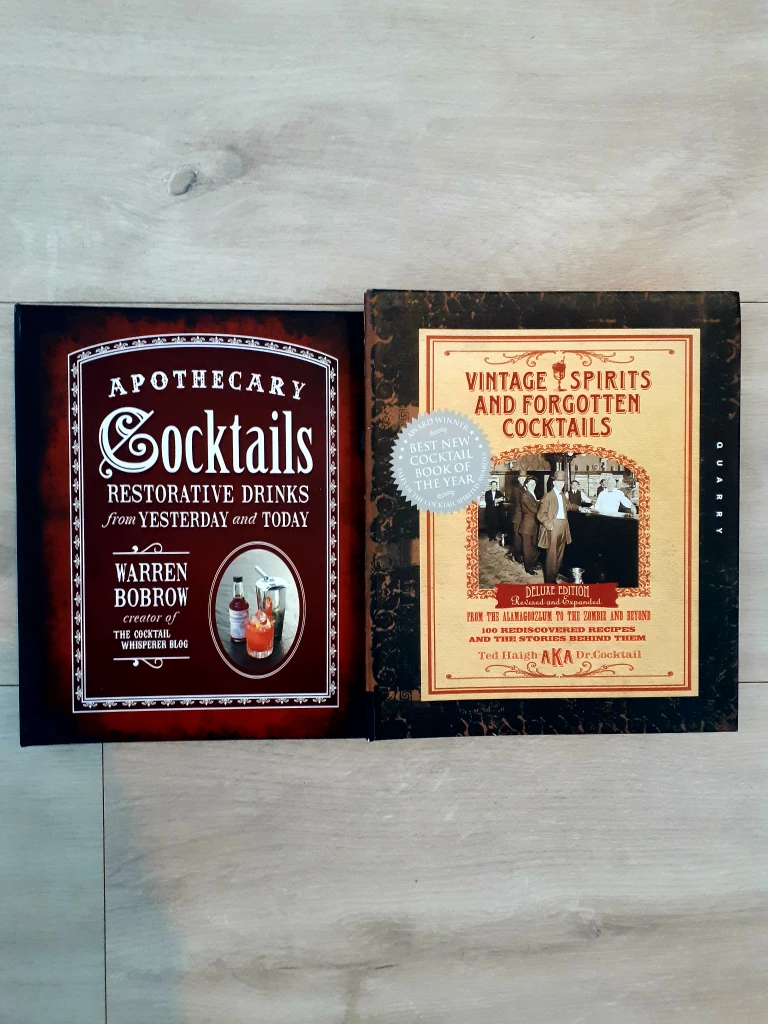 APOTHECARY
Cocktails
RESTORATIVE DRINKS
from YESTERDAY and TODAY
WARREN
BOBROW
creator of
THE COCKTAIL
WHISPERER BLOG
VINTAGE SPIRITS
AND FORGOTTEN
COCKTAILS
AWARD WINNER
BEST NEW
COCKTAIL
BOOK OF
THE YEAR
DELUXE EDITION
Revised and Expanded
FROM THE ALAMAGOOZLUM TO THE ZOMBIE AND BEYOND
100 REDISCOVERED RECIPES
AND THE STORIES BEHIND THEM
Ted Haigh AKA Dr. Cocktail
QUARRY